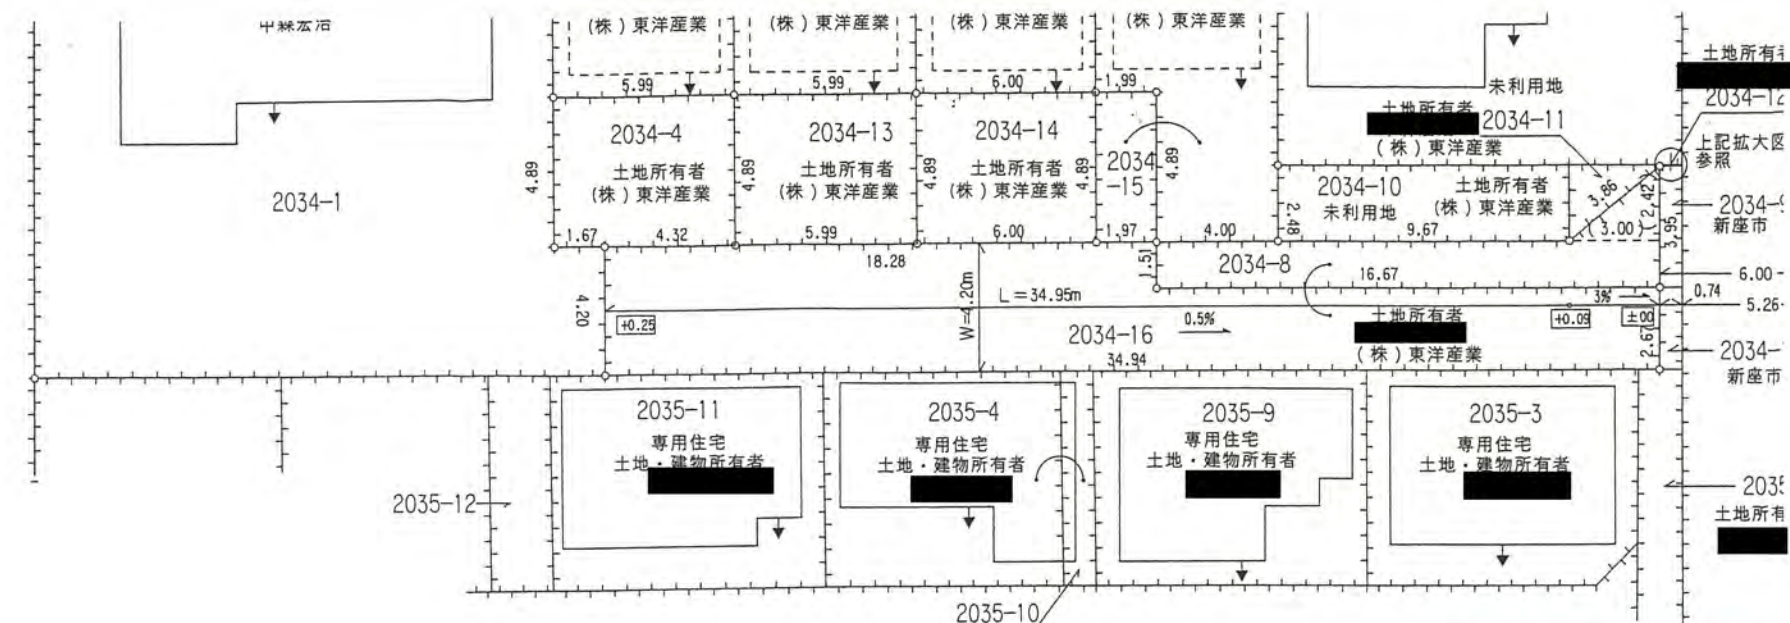 (株)東洋産業
(株)東洋産業
(株)東洋産業
(株)東洋産業
5.99
5.99
6.00
1.99
未利用地
土地所有者
2034-11
(株)東洋産業
上記拡大図
参照
2034-4
土地所有者
(株)東洋産業
4.89
2034-13
土地所有者
(株)東洋産業
4.89
2034-14
土地所有者
(株)東洋産業
4.89
4.89
2034
-15
4.89
2034-10
土地所有者
未利用地
(株)東洋産業
2034-1
3.86
(2.42)
(3.00)
3.95
新座市
2.48
1.67
4.32
5.99
6.00
1.97
4.00
9.67
18.28
1.51
2034-8
16.67
6.00
0.74
5.26
4.20
W=4.20m
L=34.95m
3%
+0.25
2034-16
0.5%
土地所有者
(株)東洋産業
+0.09
2.67
34.94
新座市
2035-11
専用住宅
土地・建物所有者
2035-4
専用住宅
土地・建物所有者
2035-9
専用住宅
土地・建物所有者
2035-3
専用住宅
土地・建物所有者
2035-12
2035-10